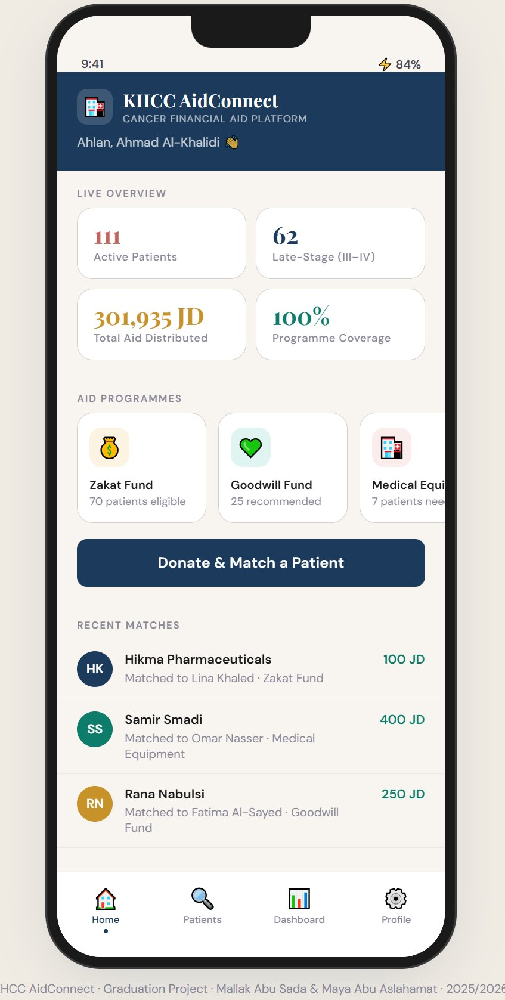 9:41
84%
KHCC AidConnect
CANCER FINANCIAL AID PLATFORM
Ahlan, Ahmad Al-Khalidi 👋
LIVE OVERVIEW
111
Active Patients
62
Late-Stage (III–IV)
301,935 JD
Total Aid Distributed
100%
Programme Coverage
AID PROGRAMMES
Zakat Fund
70 patients eligible
Goodwill Fund
25 recommended
Medical Equi
7 patients nee
Donate & Match a Patient
RECENT MATCHES
HK
Hikma Pharmaceuticals
100 JD
Matched to Lina Khaled · Zakat Fund
SS
Samir Smadi
400 JD
Matched to Omar Nasser · Medical
Equipment
RN
Rana Nabulsi
250 JD
Matched to Fatima Al-Sayed · Goodwill
Fund
Home
Patients
Dashboard
Profile
HCC AidConnect · Graduation Project · Mallak Abu Sada & Maya Abu Aslahamat · 2025/2026